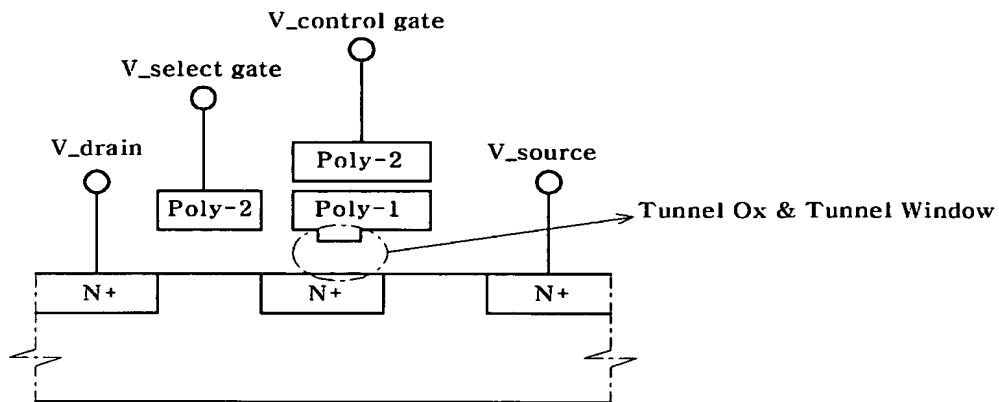 V_control gate
V_select gate
V_drain
Poly-2
V_source
Poly-2
Poly-1
Tunnel Ox & Tunnel Window
N+
N+
N+